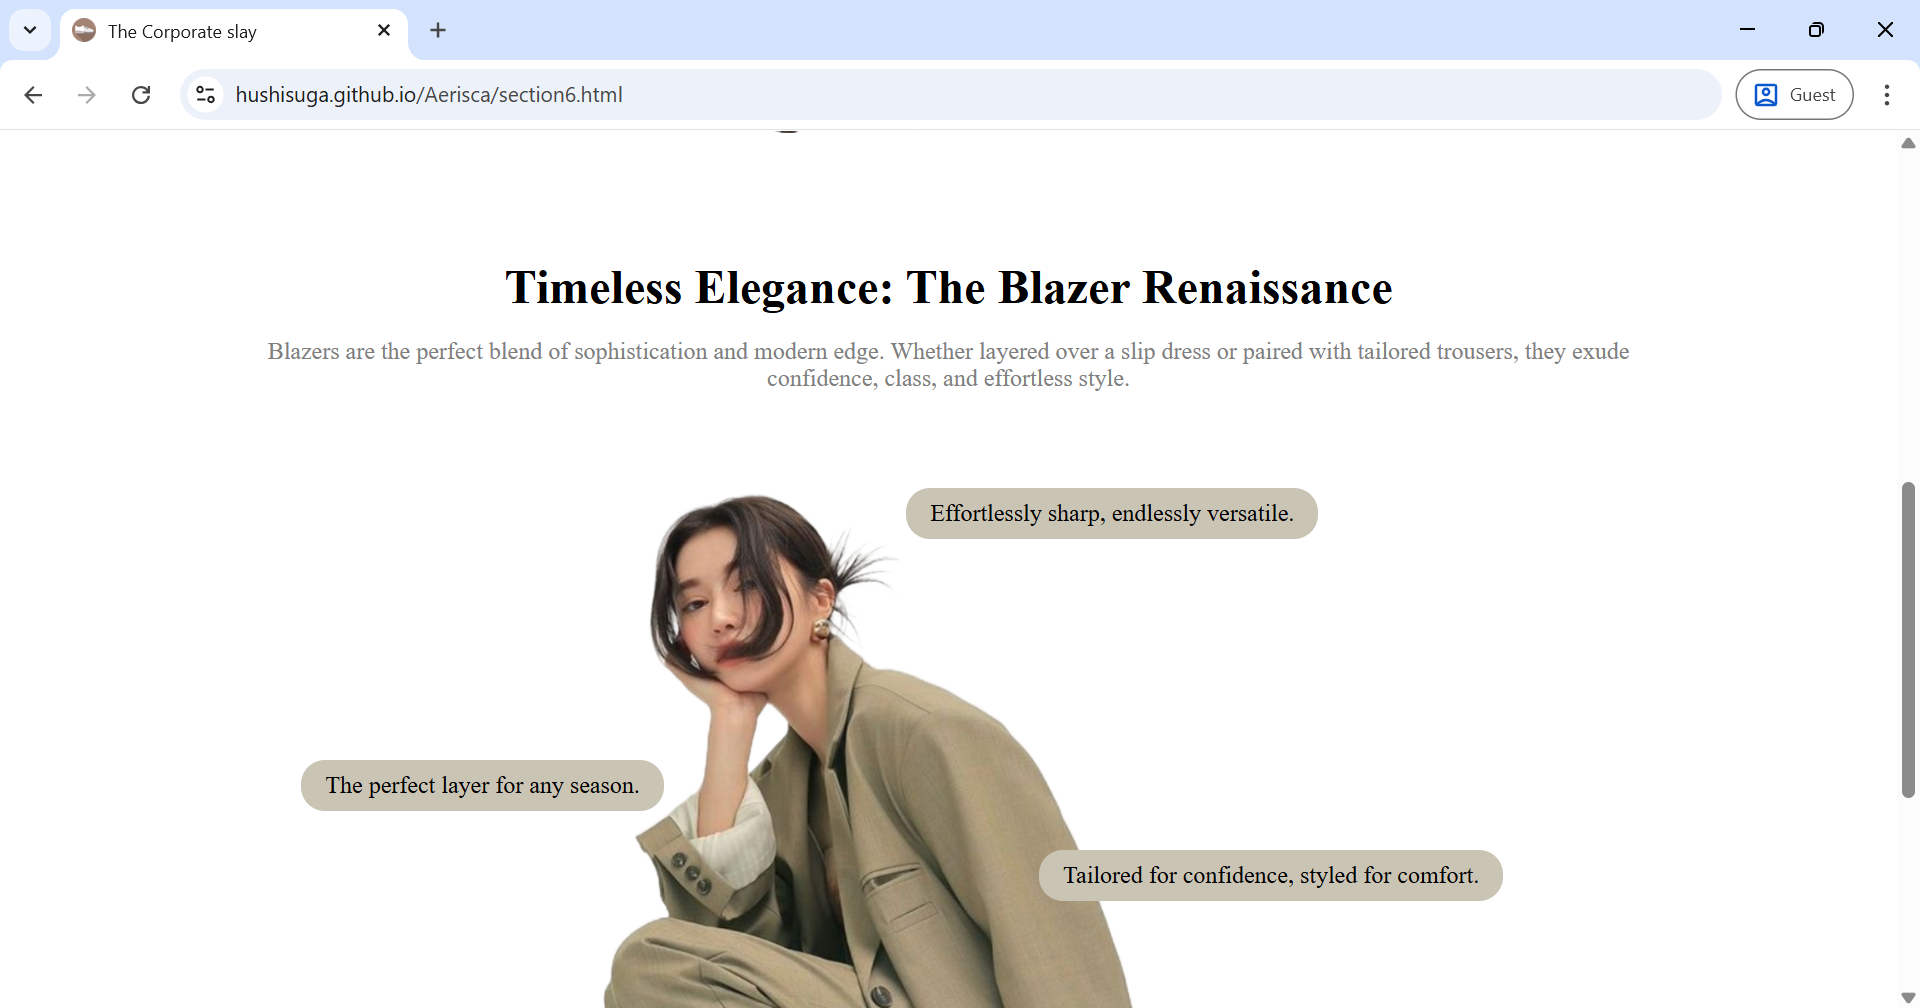 The Corporate slay
hushisuga.github.io/Aerisca/section6.html
Guest
Timeless Elegance: The Blazer Renaissance
Blazers are the perfect blend of sophistication and modern edge. Whether layered over a slip dress or paired with tailored trousers, they exude
confidence, class, and effortless style.
Effortlessly sharp, endlessly versatile.
The perfect layer for any season.
Tailored for confidence, styled for comfort.